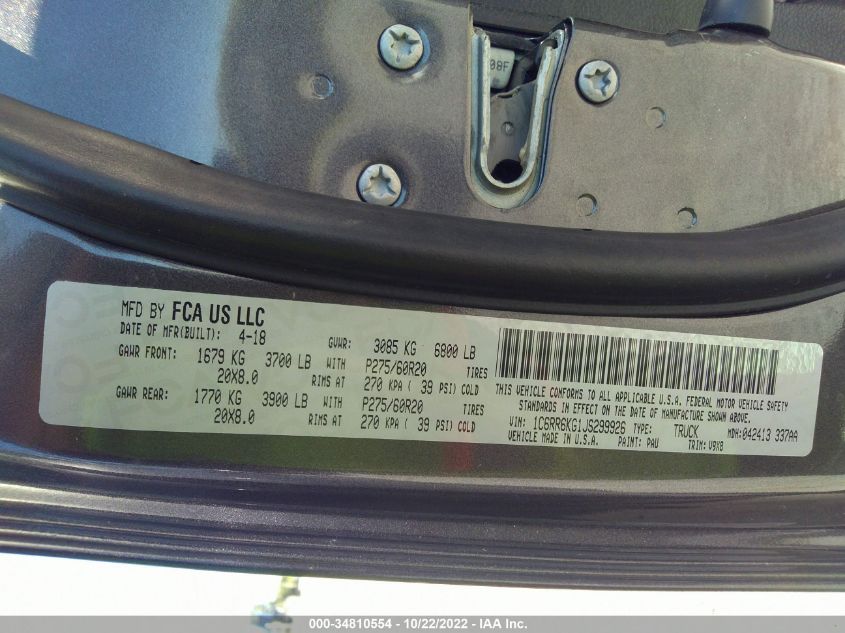 08F
MFD BY FCA US LLC
DATE OF MFR(BUILT): 4-18 GVWR: 3085 KG 6800 LB
GAWR FRONT: 1679 KG 3700 LB WITH P275/60R20 TIRES
20X8.0 RIMS AT 270 KPA ( 39 PSI) COLD
GAWR REAR: 1770 KG 3900 LB WITH P275/60R20 TIRES
20X8.0 RIMS AT 270 KPA ( 39 PSI) COLD
THIS VEHICLE CONFORMS TO ALL APPLICABLE U.S.A. FEDERAL MOTOR VEHICLE SAFETY
STANDARDS IN EFFECT ON THE DATE OF MANUFACTURE SHOWN ABOVE.
VIN: 1C6RR6KG1JS299926 TYPE: TRUCK MDH: 042413 337AA
VEHICLE MADE IN U.S.A. PAINT: PAU TRIM: V9X8
000-34810554 - 10/22/2022 - IAA Inc.